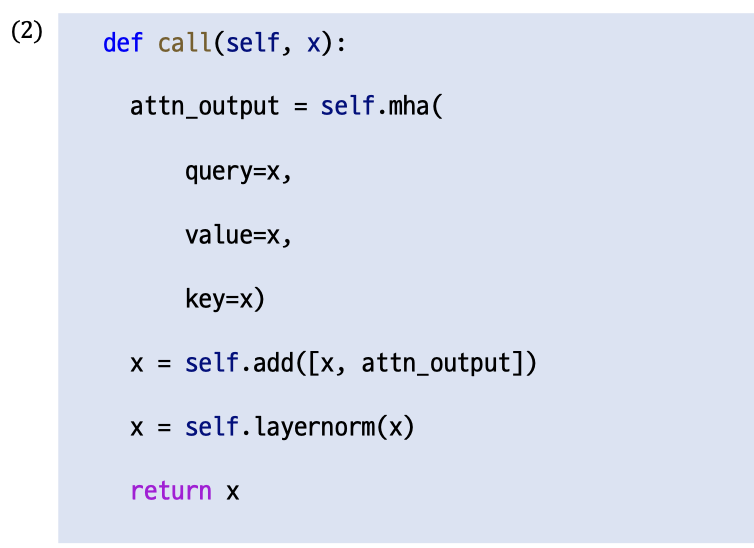 (2)
def call(self, x):
attn_output = self.mha(
query=x,
value=x,
key=x)
x = self.add([x, attn_output])
x = self.layernorm(x)
return x